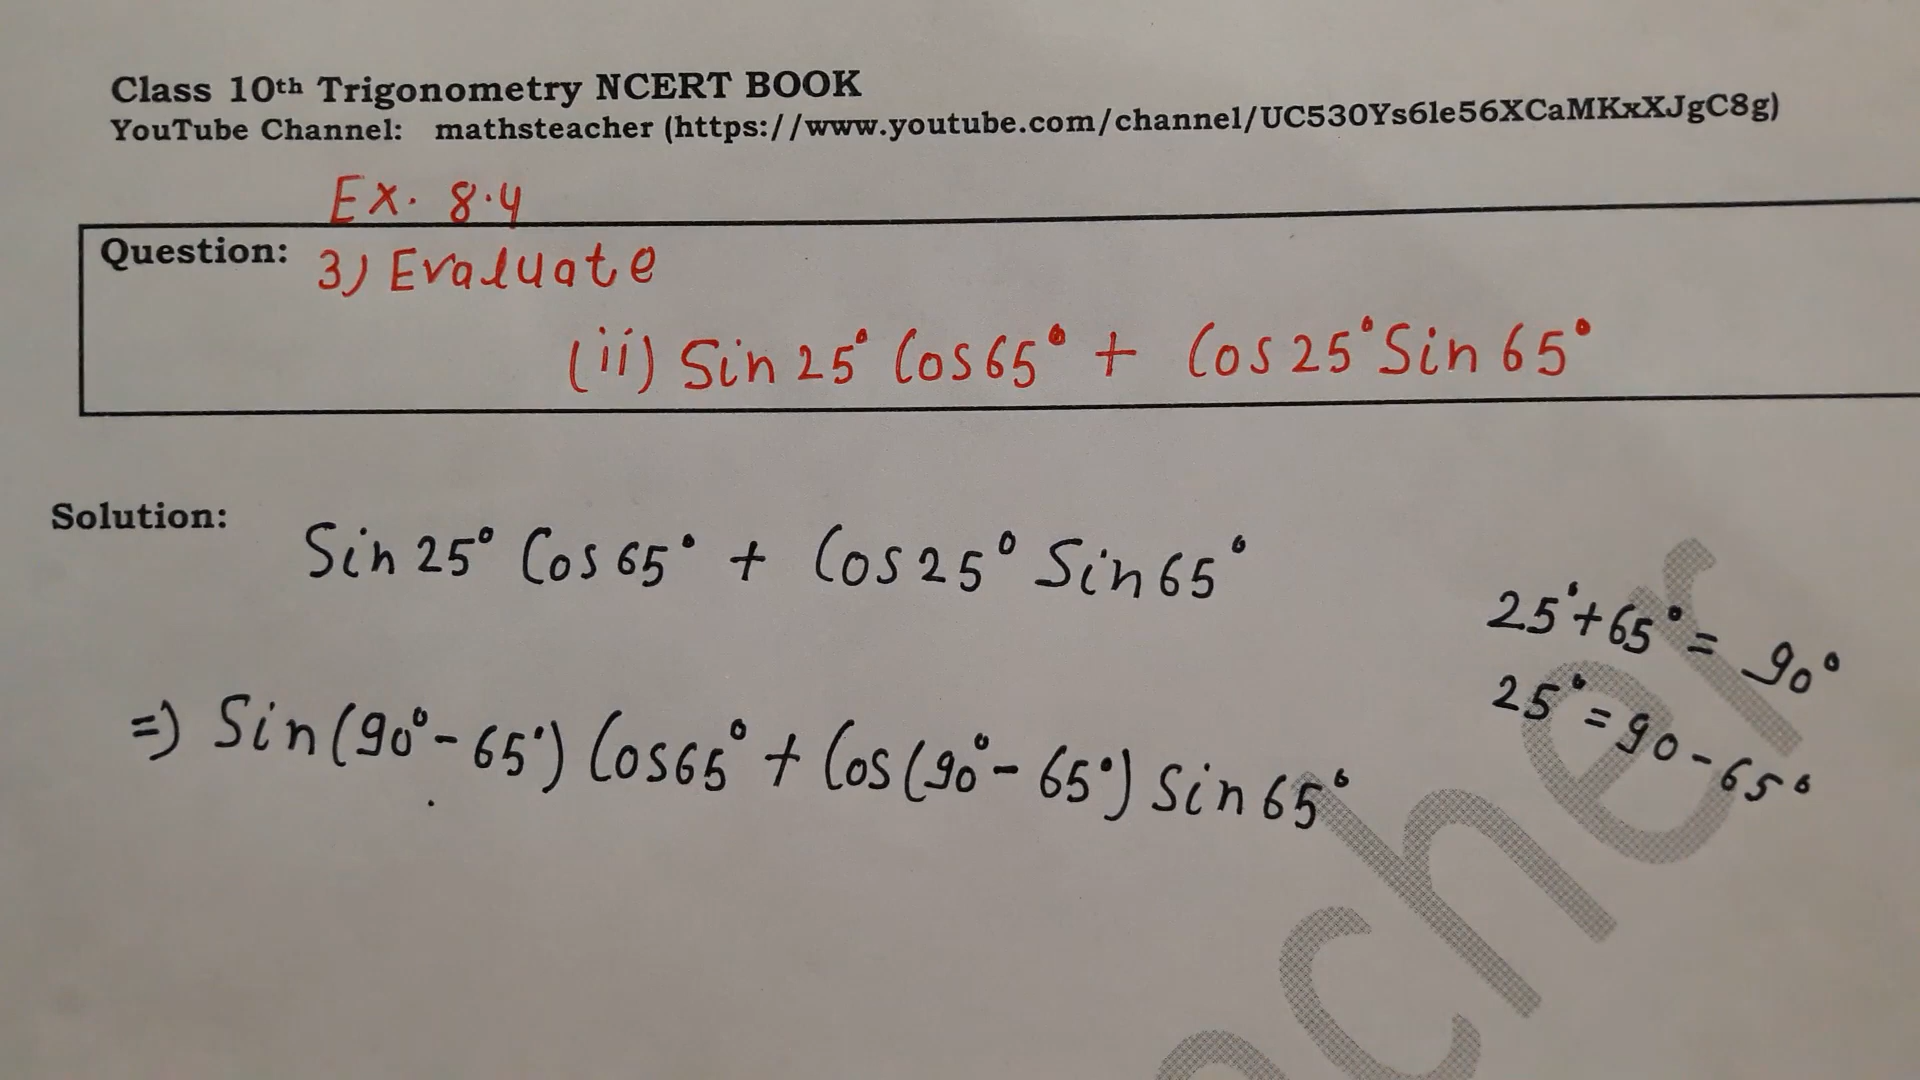 Class 10th Trigonometry NCERT BOOK
YouTube Channel: mathsteacher (https://www.youtube.com/channel/UC530Ys6le56XCaMKxXJgC8g)
Ex. 8.4
Question: 3) Evaluate
(ii) Sin 25° Cos 65° + Cos 25° Sin 65°
Solution: Sin 25° Cos 65° + Cos 25° Sin 65°
25° + 65° = 90°
25° = 90 - 65°
=) Sin (90° - 65°) Cos 65° + Cos (90° - 65°) Sin 65°
cher